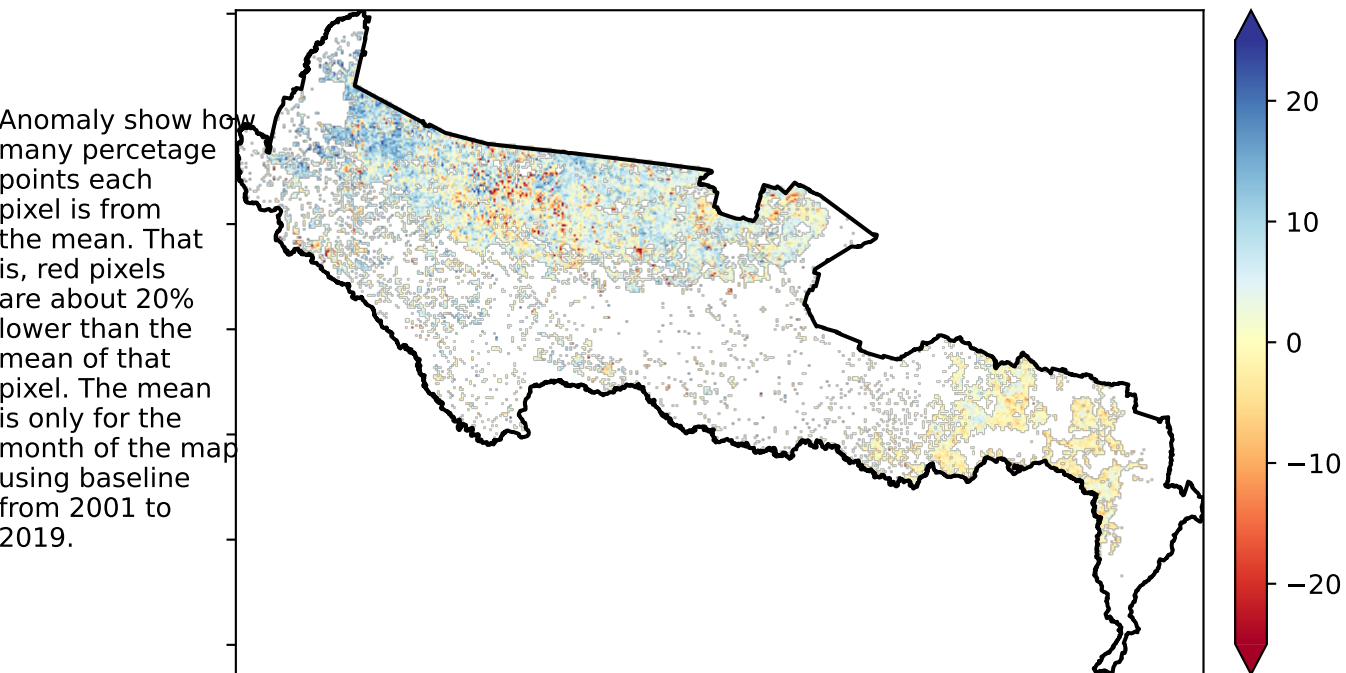 Anomaly show how
many percetage
points each
pixel is from
the mean. That
is, red pixels
are about 20%
lower than the
mean of that
pixel. The mean
is only for the
month of the map
using baseline
from 2001 to
2019.
20
10
0
−10
−20